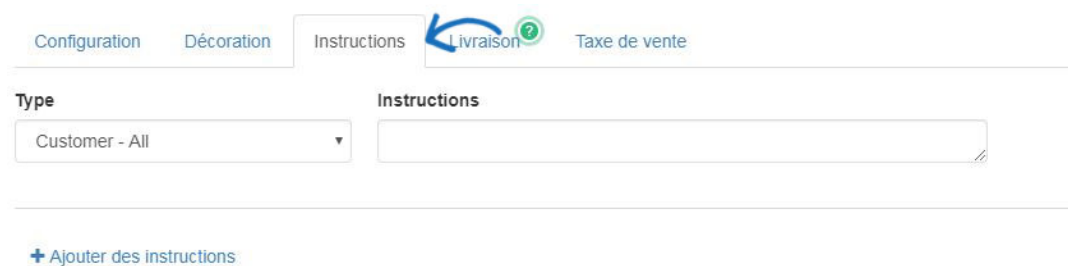 Configuration Décoration Instructions Livraison ? Taxe de vente
Type Instructions
Customer - All
+ Ajouter des instructions